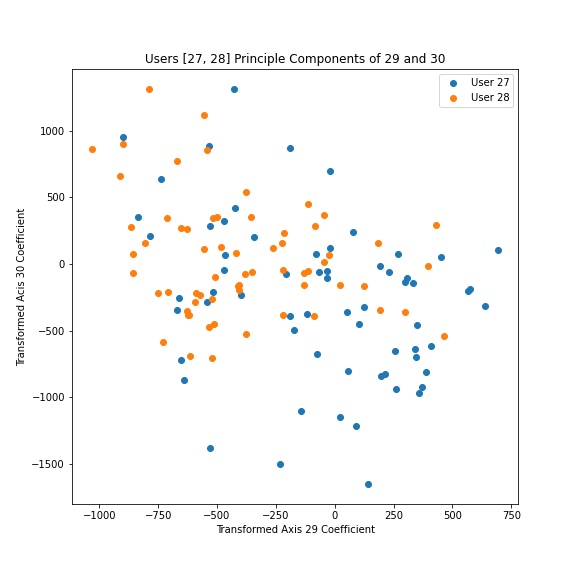 Users [27, 28] Principle Components of 29 and 30
User 27
User 28
1000
500
0
−500
−1000
−1500
Transformed Acis 30 Coefficient
−1000 −750 −500 −250 0 250 500 750
Transformed Axis 29 Coefficient